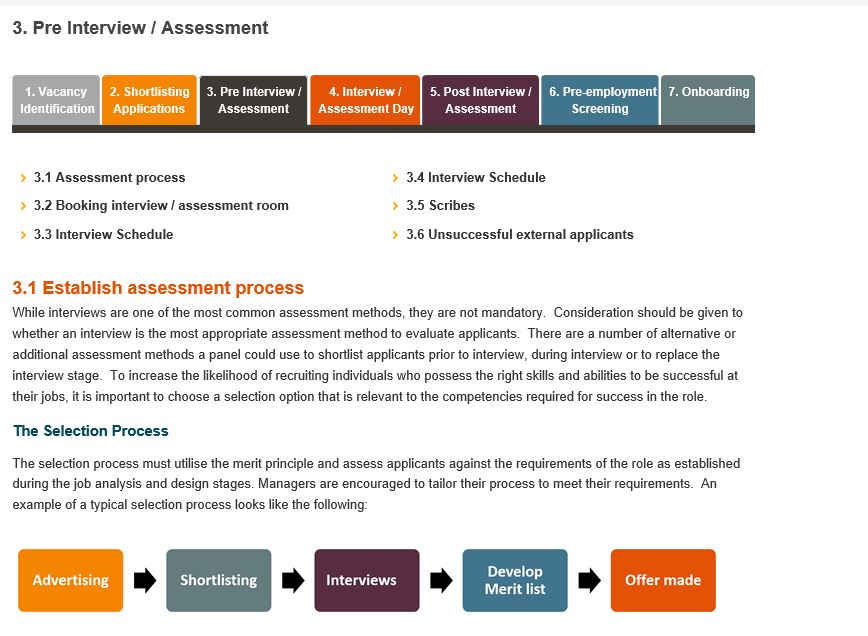 3. Pre Interview / Assessment
1. Vacancy
Identification
2. Shortlisting
Applications
3. Pre Interview /
Assessment
4. Interview /
Assessment Day
5. Post Interview /
Assessment
6. Pre-employment
Screening
7. Onboarding
3.1 Assessment process
3.2 Booking interview / assessment room
3.3 Interview Schedule
3.4 Interview Schedule
3.5 Scribes
3.6 Unsuccessful external applicants
3.1 Establish assessment process
While interviews are one of the most common assessment methods, they are not mandatory.  Consideration should be given to
whether an interview is the most appropriate assessment method to evaluate applicants.  There are a number of alternative or
additional assessment methods a panel could use to shortlist applicants prior to interview, during interview or to replace the
interview stage.  To increase the likelihood of recruiting individuals who possess the right skills and abilities to be successful at
their jobs, it is important to choose a selection option that is relevant to the competencies required for success in the role.
The Selection Process
The selection process must utilise the merit principle and assess applicants against the requirements of the role as established
during the job analysis and design stages. Managers are encouraged to tailor their process to meet their requirements.  An
example of a typical selection process looks like the following:
Advertising
Shortlisting
Interviews
Develop
Merit list
Offer made